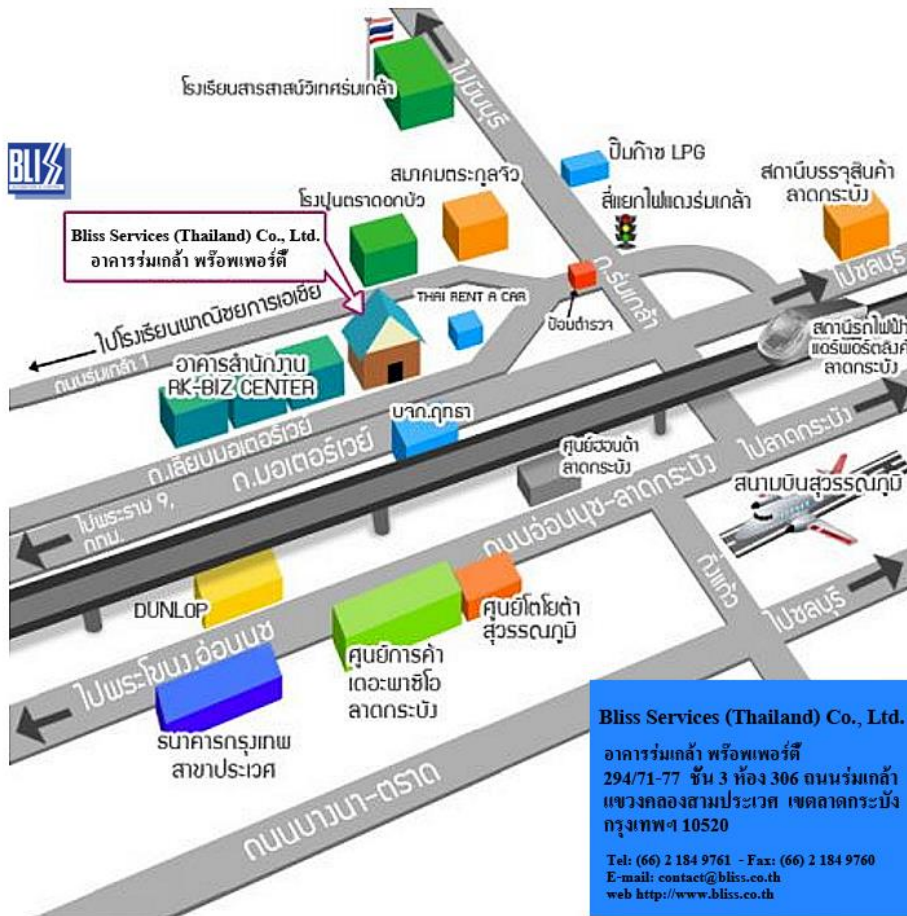 โรงเรียนสารสาสน์วิเทศร่มเกล้า
ไปมีนบุรี
BLISS
ปั๊มก๊าซ LPG
สมาคมตระกูลจิว
สถานีบรรจุสินค้า
ลาดกระบัง
โรงปูนตราดอกบัว
สี่แยกไฟแดงร่มเกล้า
Bliss Services (Thailand) Co., Ltd.
อาคารร่มเกล้า พร๊อพเพอร์ตี้
ถ.ร่มเกล้า
ไปชลบุรี
THAI RENT A CAR
ป้อมตำรวจ
ไปโรงเรียนพาณิชยการเอเชีย
สถานีรถไฟฟ้า
แอร์พอร์ตลิงค์
ลาดกระบัง
ถนนร่มเกล้า 1
อาคารสำนักงาน
RK-BIZ CENTER
บจก.ฤทธา
ถ.เลียบมอเตอร์เวย์
ถ.มอเตอร์เวย์
ศูนย์ฮอนด้า
ลาดกระบัง
ไปลาดกระบัง
สนามบินสุวรรณภูมิ
ไปพระราม 9,
กทม.
ถนนอ่อนนุช-ลาดกระบัง
กิ่งแก้ว
DUNLOP
ศูนย์โตโยต้า
สุวรรณภูมิ
ไปชลบุรี
ไปพระโขนง,อ่อนนุช
ศูนย์การค้า
เดอะพาซิโอ
ลาดกระบัง
ธนาคารกรุงเทพ
สาขาประเวศ
ถนนบางนา-ตราด
Bliss Services (Thailand) Co., Ltd.
อาคารร่มเกล้า พร๊อพเพอร์ตี้
294/71-77 ชั้น 3 ห้อง 306 ถนนร่มเกล้า
แขวงคลองสามประเวศ เขตลาดกระบัง
กรุงเทพฯ 10520
Tel: (66) 2 184 9761 - Fax: (66) 2 184 9760
E-mail: contact@bliss.co.th
web http://www.bliss.co.th